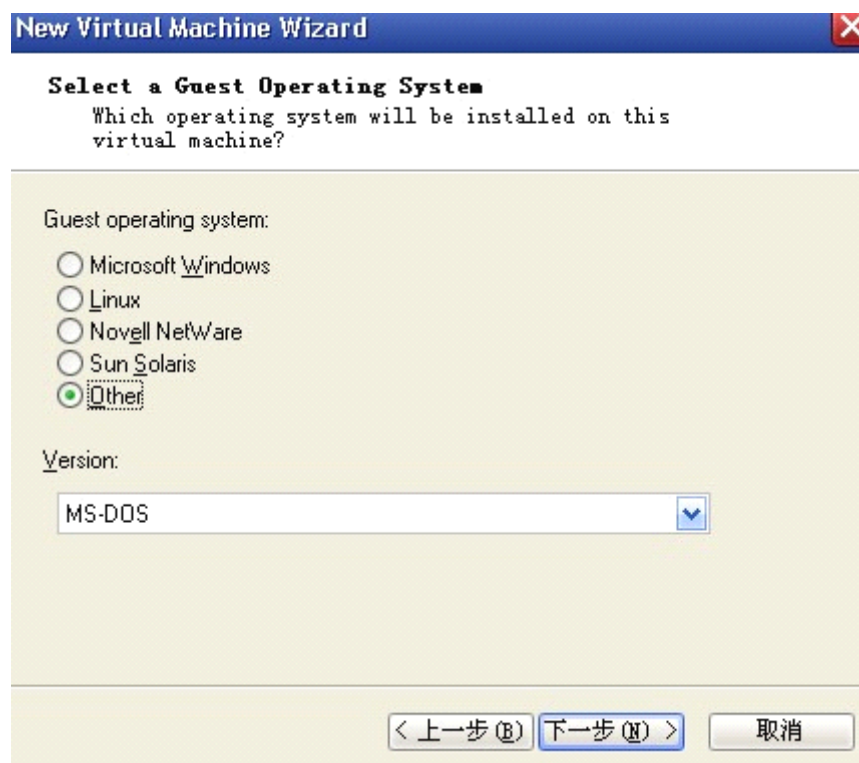 New Virtual Machine Wizard
Select a Guest Operating System
Which operating system will be installed on this
virtual machine?
Guest operating system:
Microsoft Windows
Linux
Novell NetWare
Sun Solaris
Other
Version:
MS-DOS
< 上一步(B) 下一步(N) > 取消